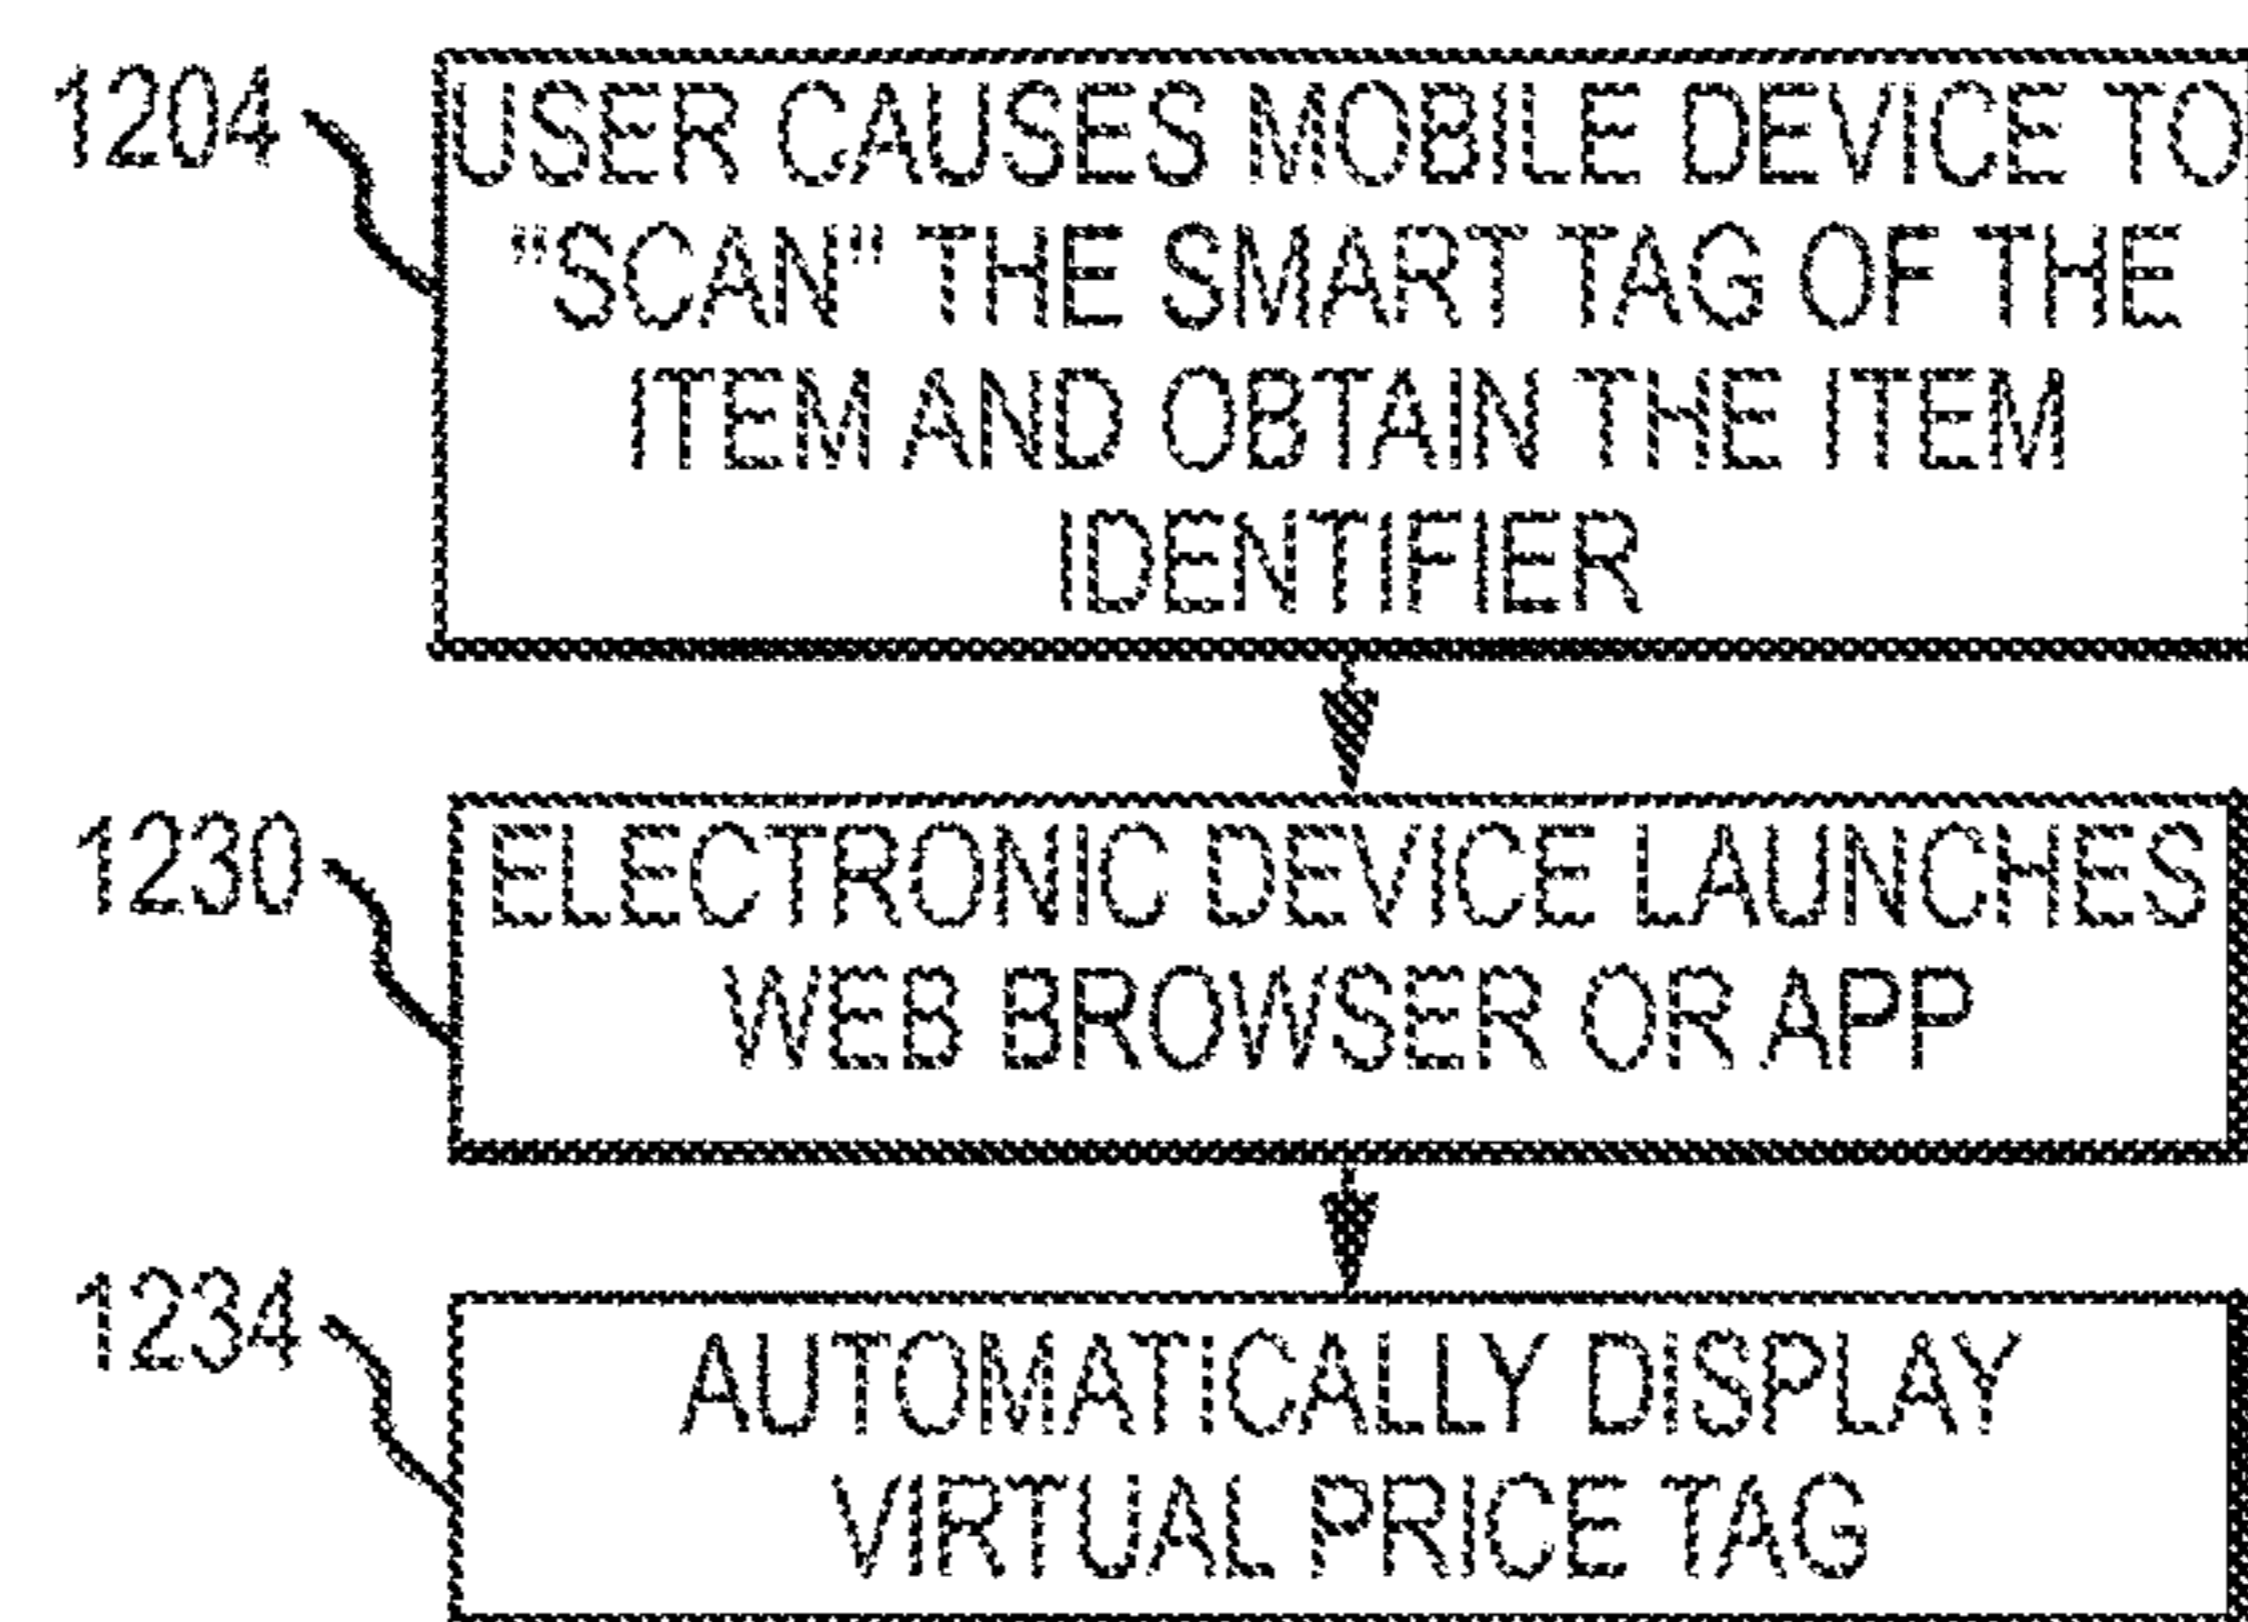 1204
USER CAUSES MOBILE DEVICE TO
"SCAN" THE SMART TAG OF THE
ITEM AND OBTAIN THE ITEM
IDENTIFIER
1230
ELECTRONIC DEVICE LAUNCHES
WEB BROWSER OR APP
1234
AUTOMATICALLY DISPLAY
VIRTUAL PRICE TAG